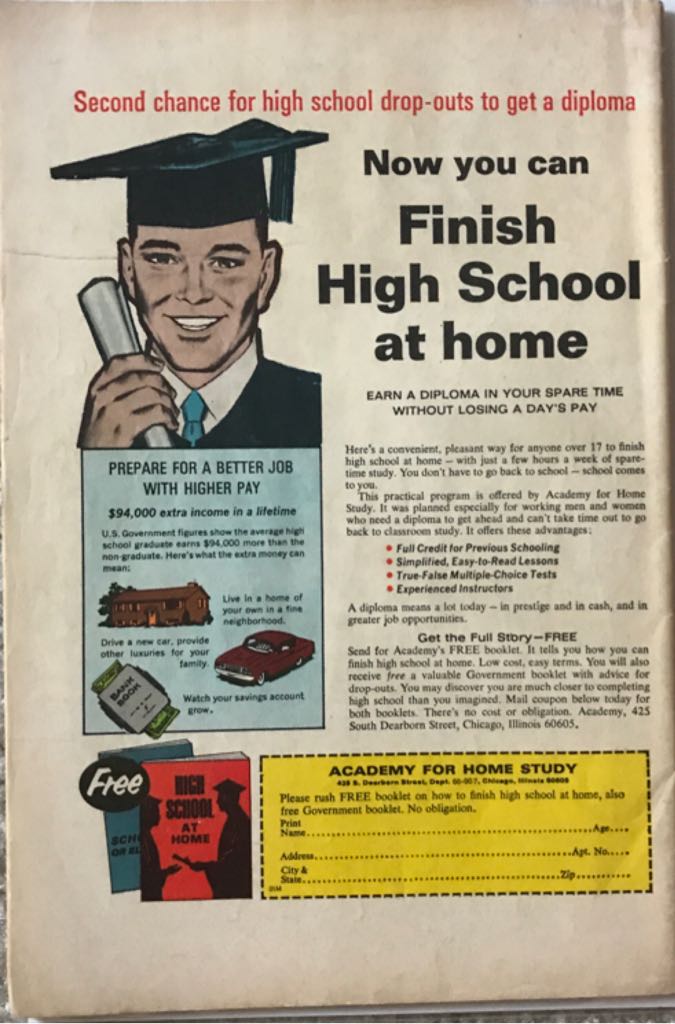 Second chance for high school drop-outs to get a diploma
Now you can
Finish
High School
at home
EARN A DIPLOMA IN YOUR SPARE TIME
WITHOUT LOSING A DAY'S PAY
PREPARE FOR A BETTER JOB
WITH HIGHER PAY
$94,000 extra income in a lifetime
U.S. Government figures show the average high
school graduate earns $94,000 more than the
non-graduate. Here's what the extra money can
mean:
Live in a home of
your own in a fine
neighborhood.
Drive a new car, provide
other luxuries for your
family.
BANK
BOOK
Watch your savings account
grow.
Here's a convenient, pleasant way for anyone over 17 to finish
high school at home — with just a few hours a week of spare-
time study. You don't have to go back to school — school comes
to you.
This practical program is offered by Academy for Home
Study. It was planned especially for working men and women
who need a diploma to get ahead and can't take time out to go
back to classroom study. It offers these advantages:
• Full Credit for Previous Schooling
• Simplified, Easy-to-Read Lessons
• True-False Multiple-Choice Tests
• Experienced Instructors
A diploma means a lot today — in prestige and in cash, and in
greater job opportunities.
Get the Full Story—FREE
Send for Academy's FREE booklet. It tells you how you can
finish high school at home. Low cost, easy terms. You will also
receive free a valuable Government booklet with advice for
drop-outs. You may discover you are much closer to completing
high school than you imagined. Mail coupon below today for
both booklets. There's no cost or obligation. Academy, 425
South Dearborn Street, Chicago, Illinois 60605.
Free
HIGH
SCHOOL
AT
HOME
SCH
OR EL
ACADEMY FOR HOME STUDY
425 S. Dearborn Street, Dept. Chicago, Illinois 60605
Please rush FREE booklet on how to finish high school at home, also
free Government booklet. No obligation.
Print
Name Age
Address Apt. No.
City &
State Zip